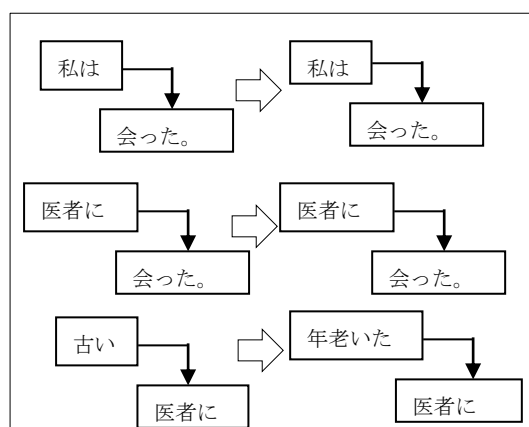 私は 私は
会った。 会った。
医者に 医者に
会った。 会った。
古い 年老いた
医者に 医者に